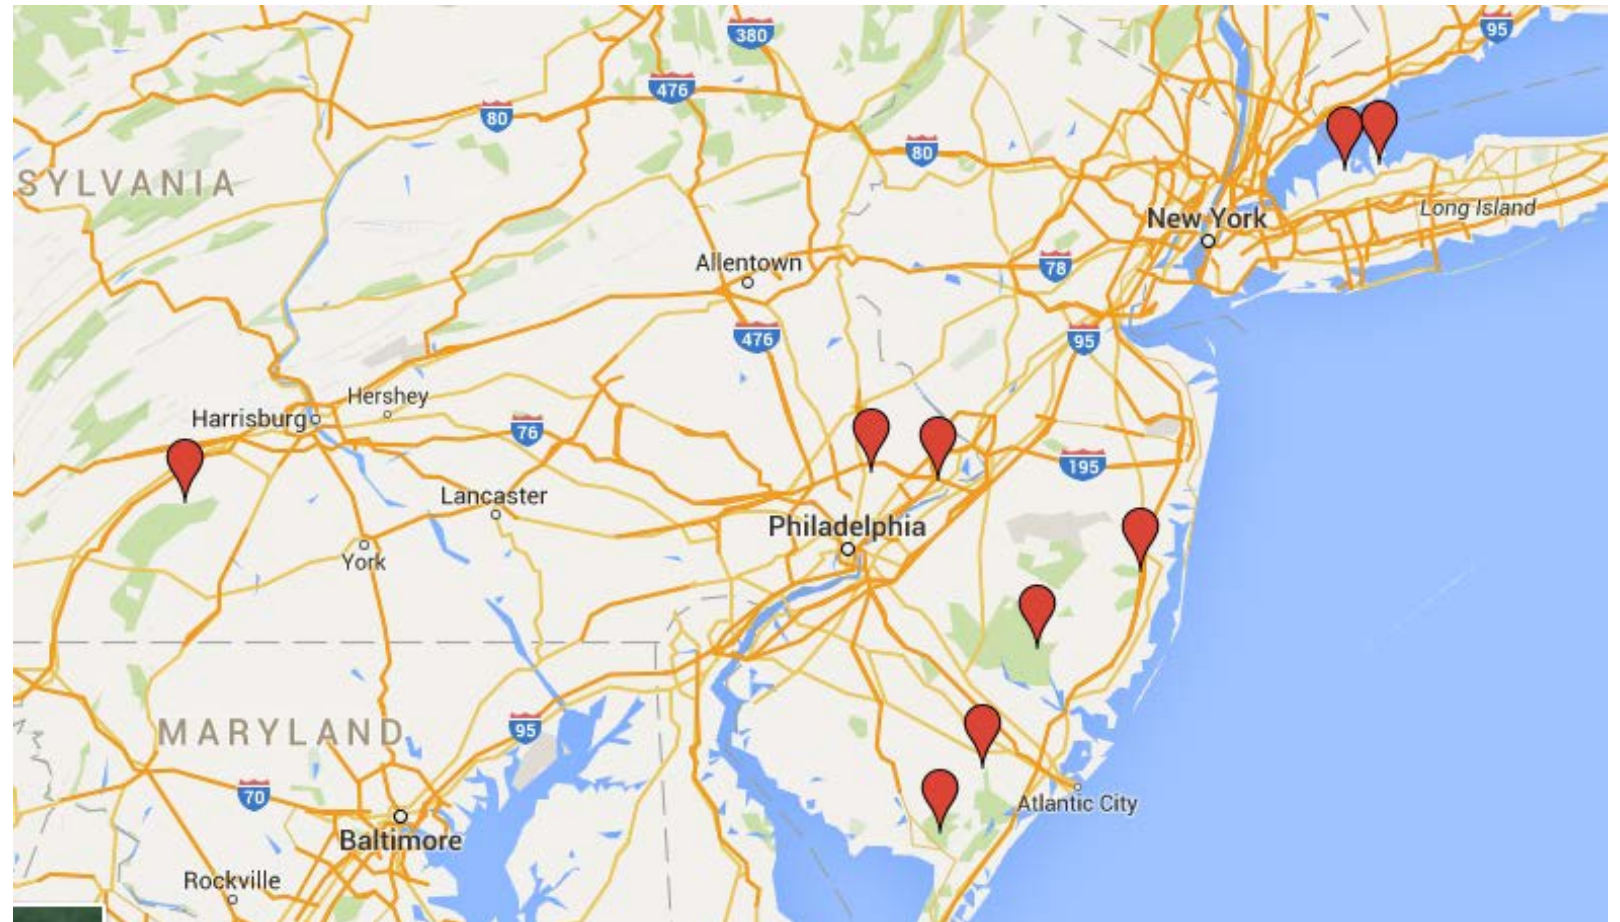 380
95
476
80
80
SYLVANIA
Long Island
New York
Allentown
78
476
95
Hershey
Harrisburg
76
195
Lancaster
Philadelphia
York
MARYLAND
95
70
Atlantic City
Baltimore
Rockville